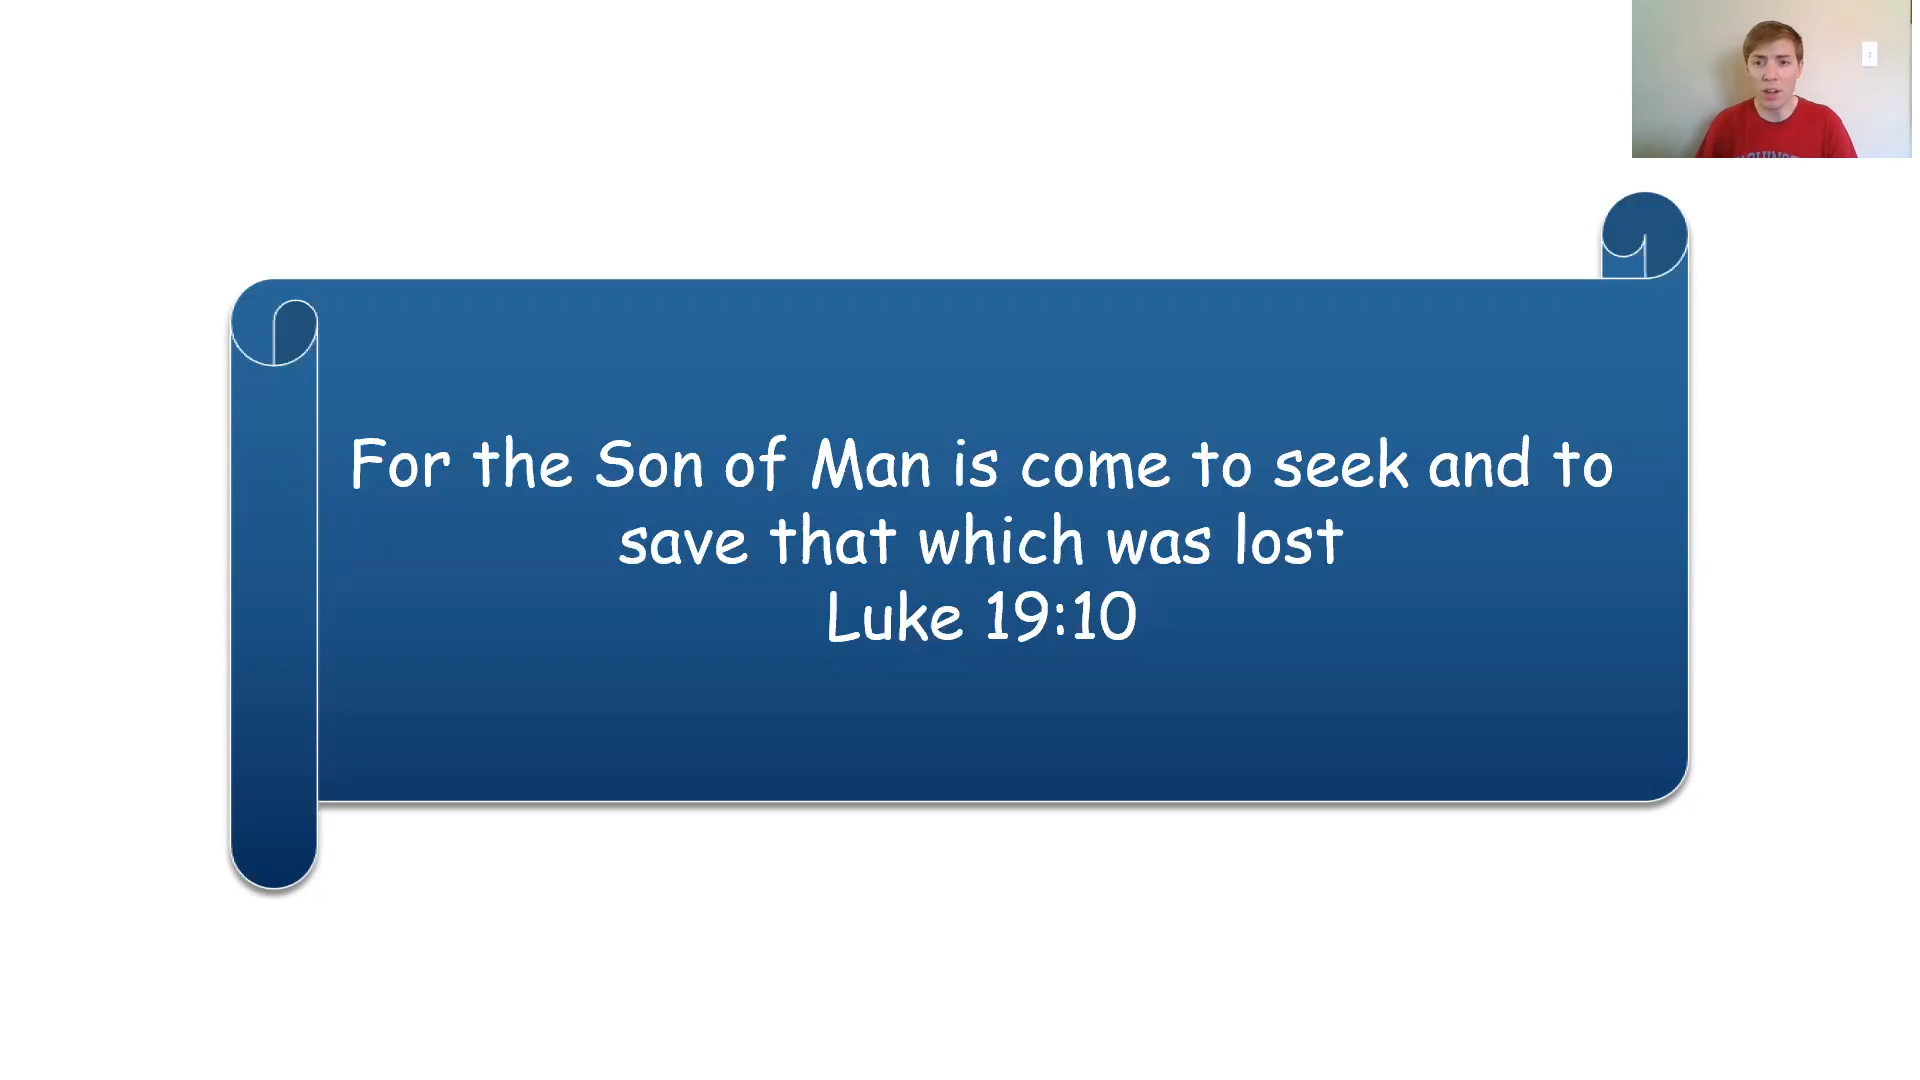 For the Son of Man is come to seek and to
save that which was lost
Luke 19:10